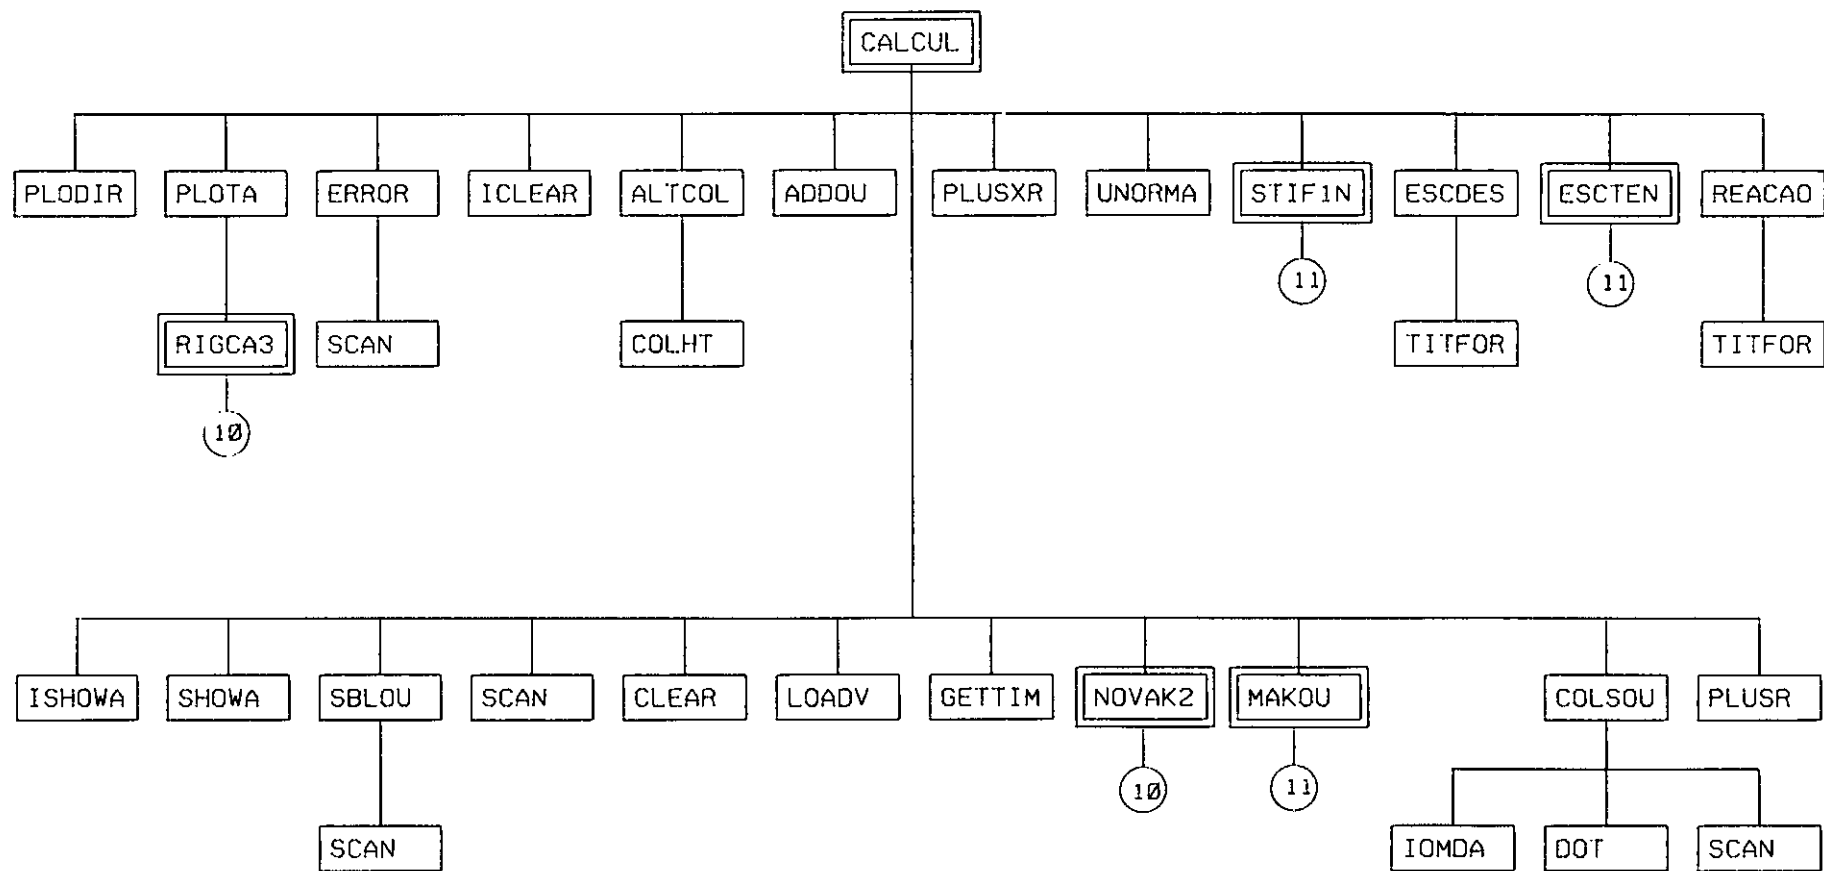 CALCUL
PLODIR PLOTA ERROR ICLEAR ALTCOL ADDOU PLUSXR UNORMA STIF1N ESCDES ESCTEN REACAO
11 11
RIGCA3 SCAN COLHT TITFOR TITFOR
10
ISHOWA SHOWA SBLOU SCAN CLEAR LOADV GETTIM NOVAK2 MAKOU COLSOU PLUSR
10 11
SCAN IOMDA DOT SCAN